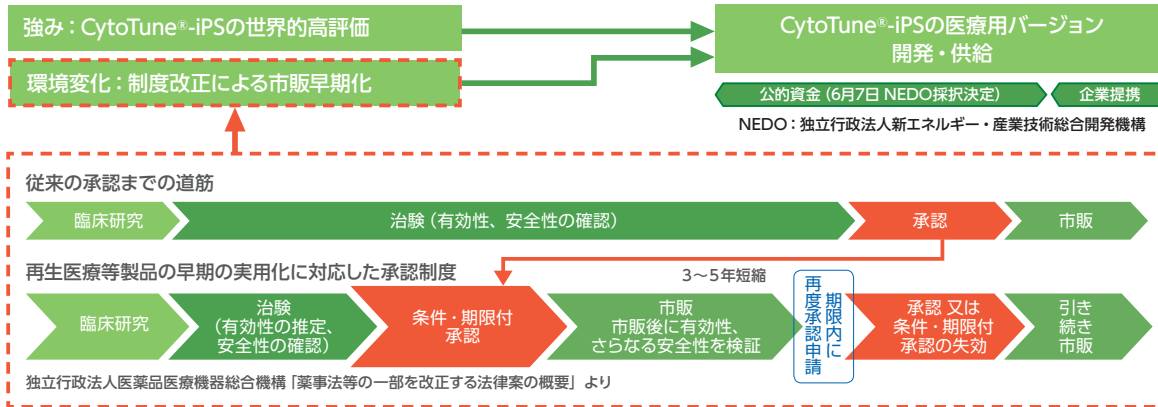 強み：CytoTune®-iPSの世界的高評価
環境変化：制度改正による市販早期化
CytoTune®-iPSの医療用バージョン
開発・供給
公的資金（6月7日 NEDO採択決定）
企業提携
NEDO：独立行政法人新エネルギー・産業技術総合開発機構
従来の承認までの道筋
臨床研究
治験（有効性、安全性の確認）
承認
市販
再生医療等製品の早期の実用化に対応した承認制度
3～5年短縮
臨床研究
治験
（有効性の推定、
安全性の確認）
条件・期限付
承認
市販
市販後に有効性、
さらなる安全性を検証
期限内に
再度承認申請
承認 又は
条件・期限付
承認の失効
引き
続き
市販
独立行政法人医薬品医療機器総合機構「薬事法等の一部を改正する法律案の概要」より